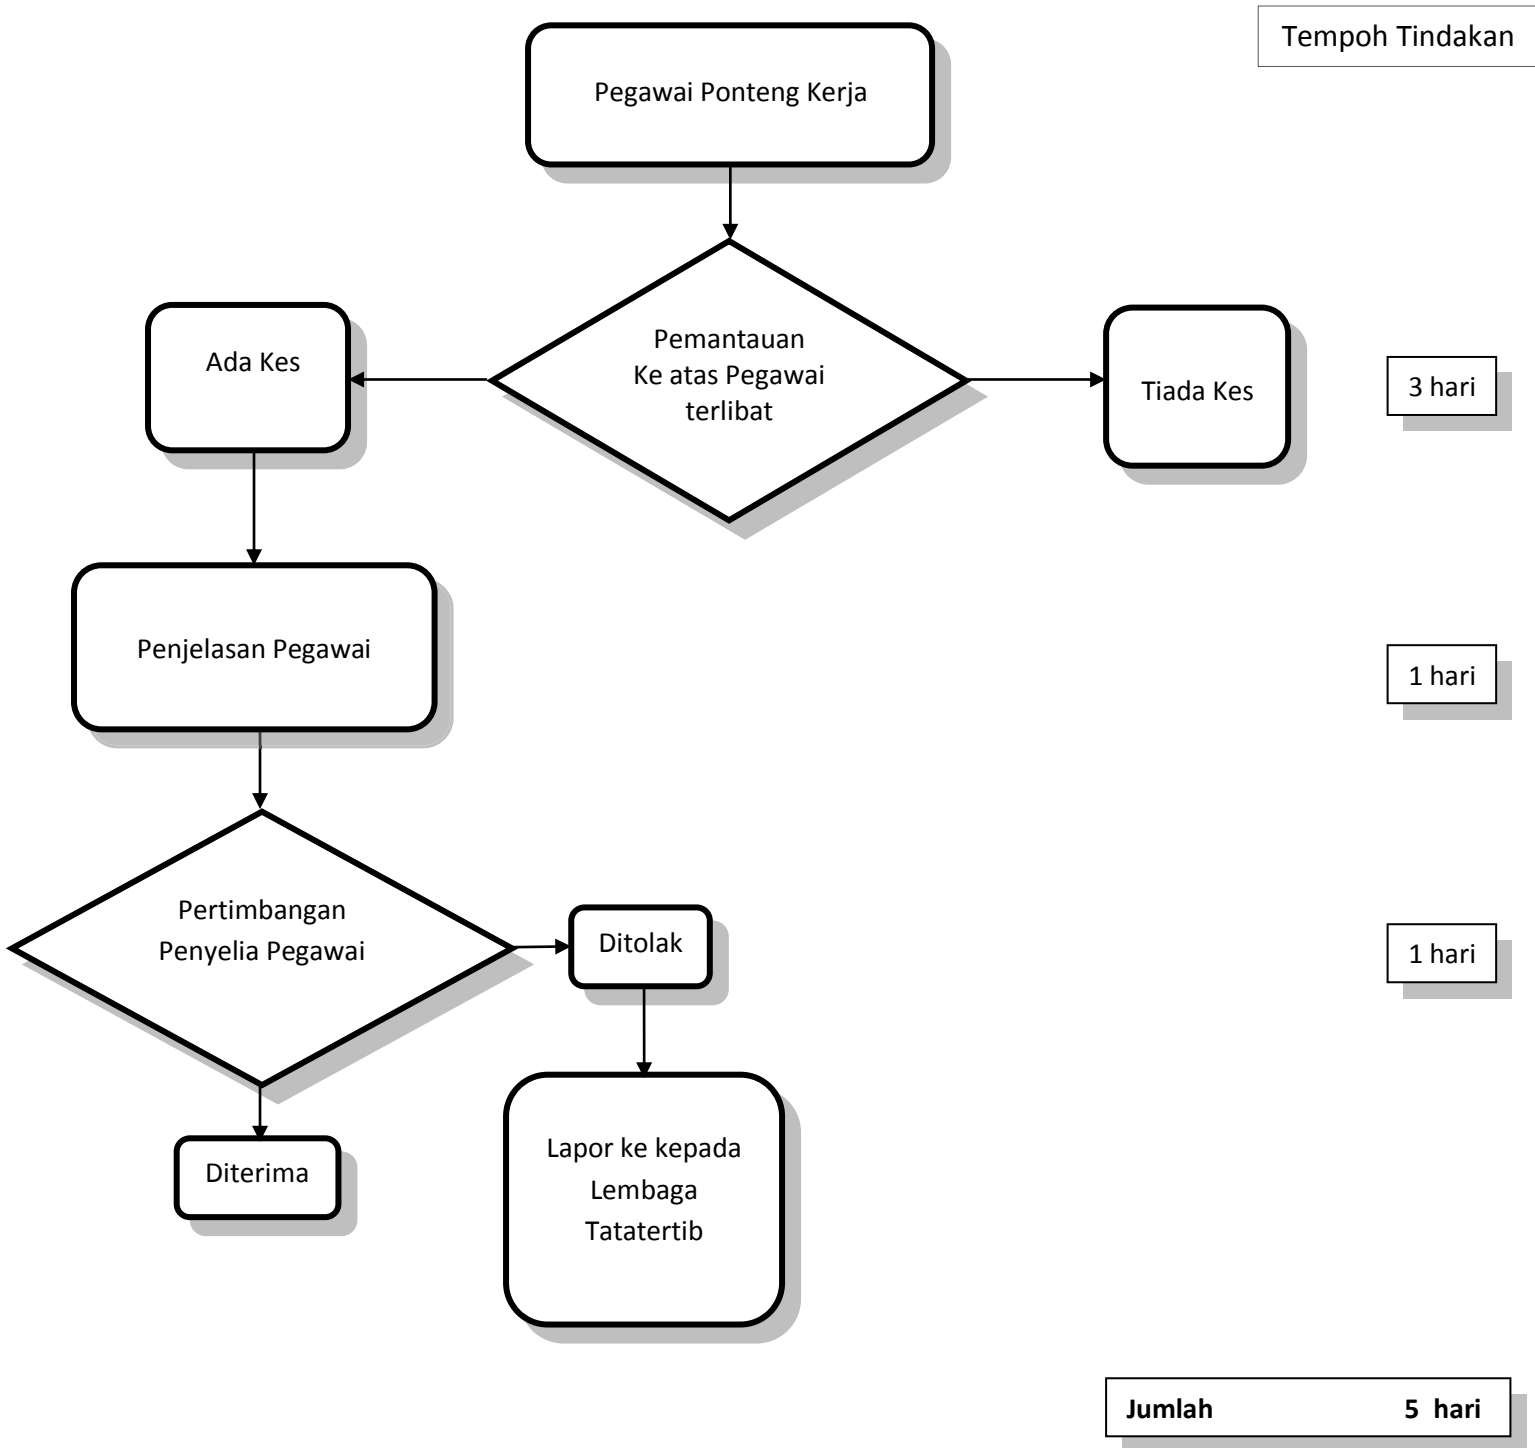 Tempoh Tindakan
Pegawai Ponteng Kerja
Pemantauan
Ke atas Pegawai
terlibat
Ada Kes
Tiada Kes
3 hari
Penjelasan Pegawai
1 hari
Pertimbangan
Penyelia Pegawai
Ditolak
1 hari
Diterima
Lapor ke kepada
Lembaga
Tatatertib
Jumlah 5 hari